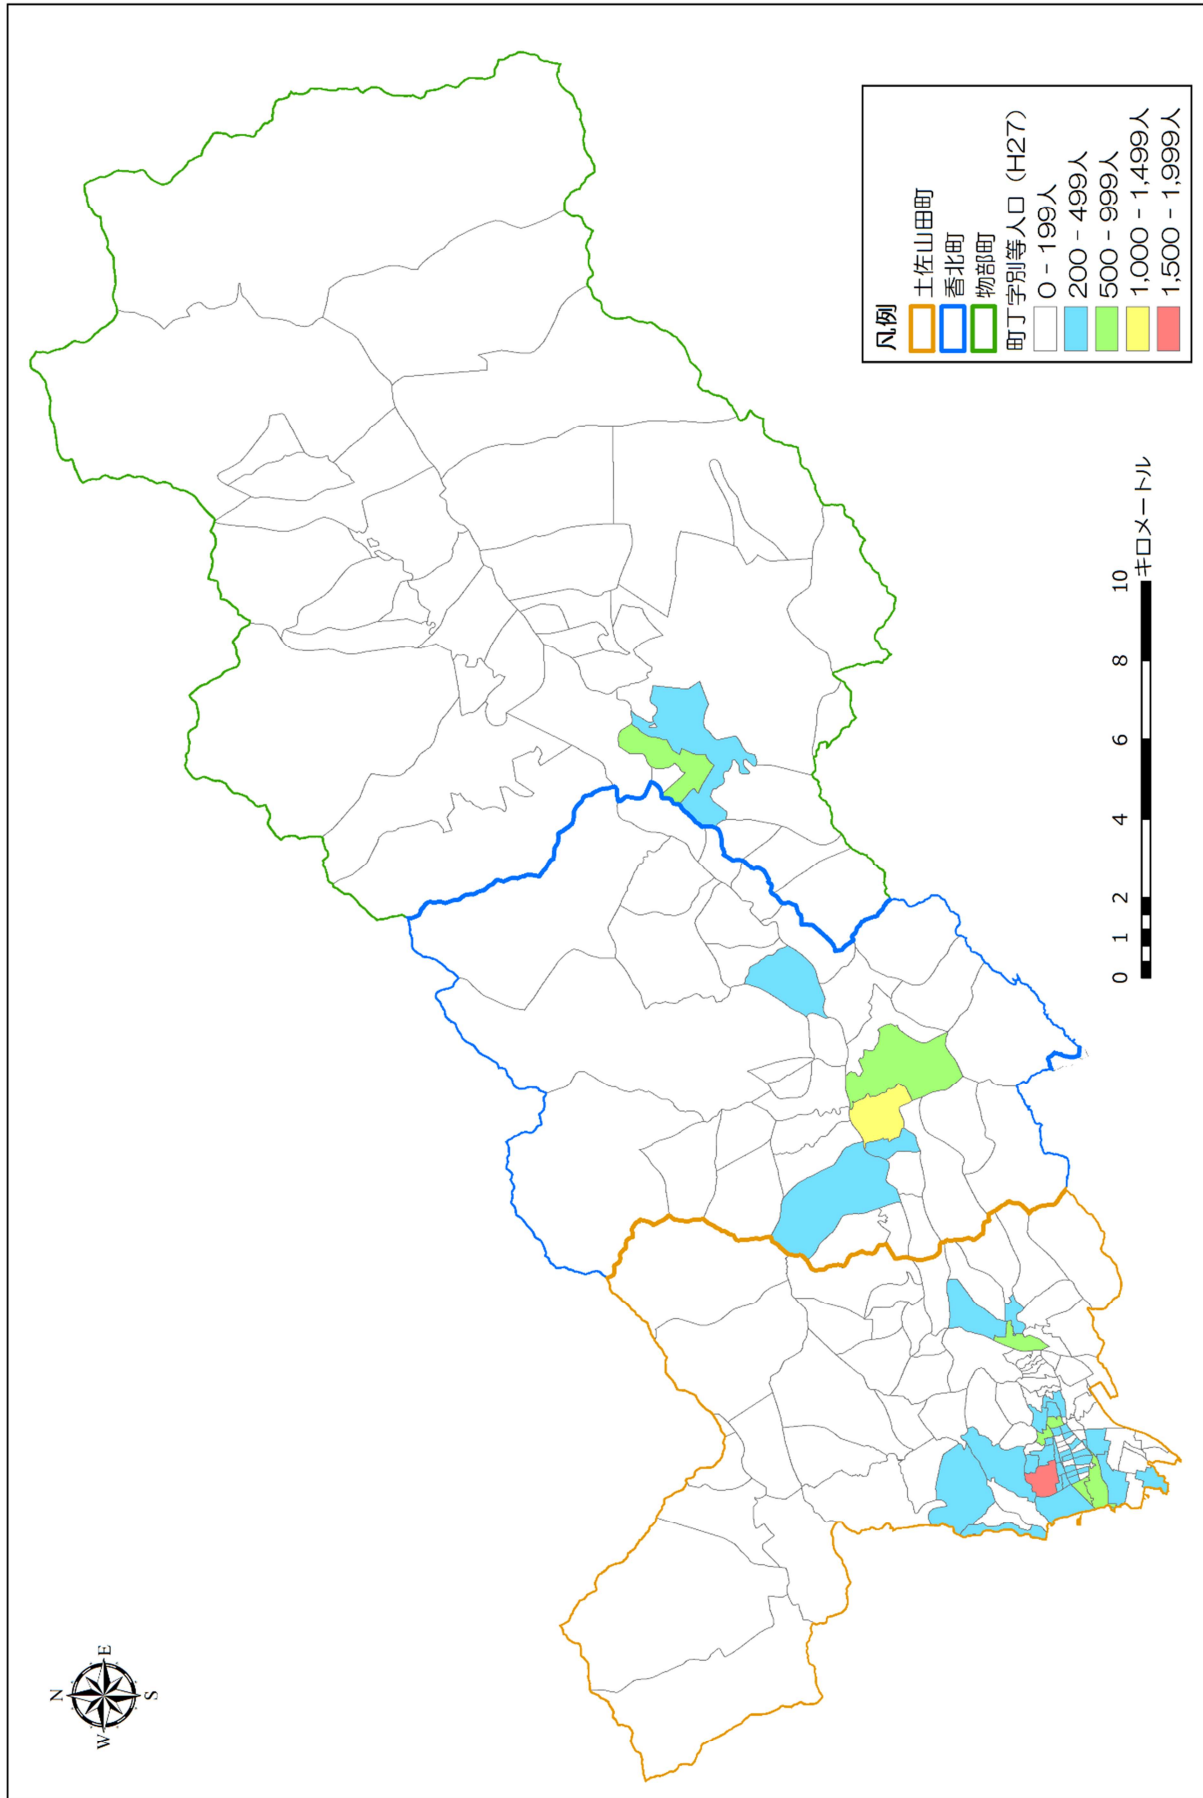 N
W
E
S
凡例
土佐山田町
香北町
物部町
町丁字別等人口（H27）
0 - 199人
200 - 499人
500 - 999人
1,000 - 1,499人
1,500 - 1,999人
0 1 2 4 6 8 10
キロメートル